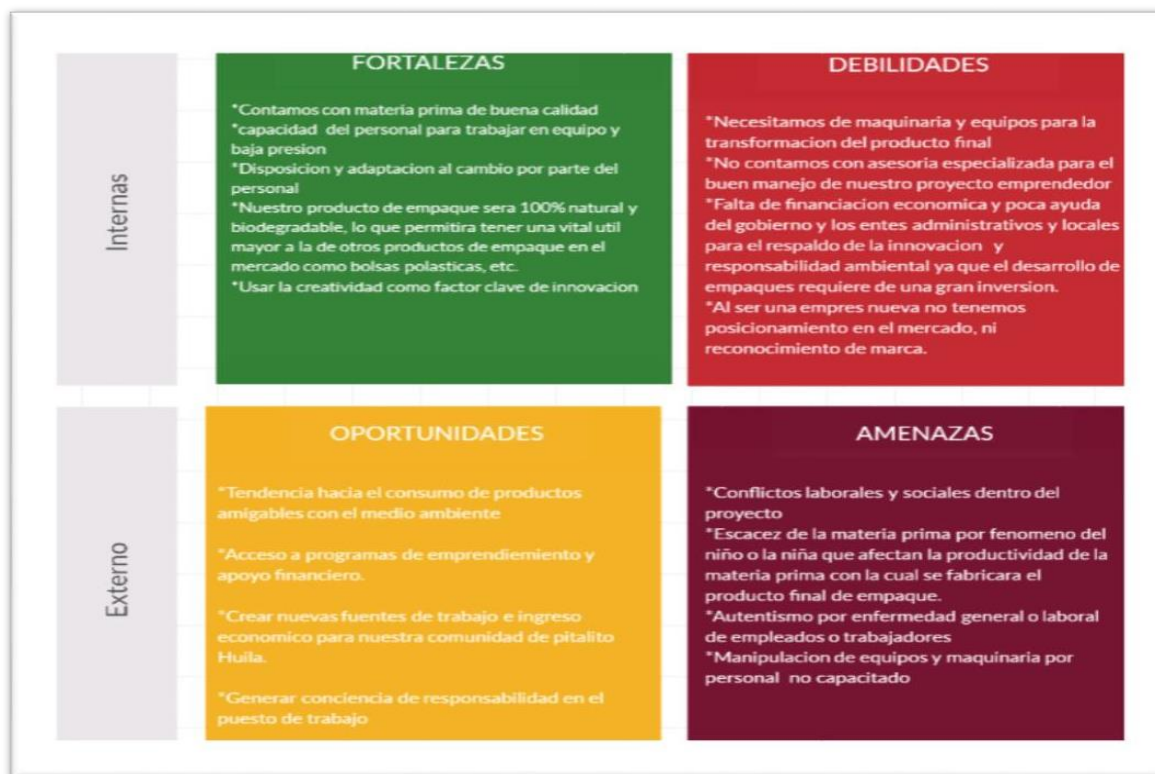 Internas
FORTALEZAS
*Contamos con materia prima de buena calidad
*capacidad del personal para trabajar en equipo y
baja presion
*Disposicion y adaptacion al cambio por parte del
personal
*Nuestro producto de empaque sera 100% natural y
biodegradable, lo que permitira tener una vital util
mayor a la de otros productos de empaque en el
mercado como bolsas polasticas, etc.
*Usar la creatividad como factor clave de innovacion
DEBILIDADES
*Necesitamos de maquinaria y equipos para la
transformacion del producto final
*No contamos con asesoria especializada para el
buen manejo de nuestro proyecto emprendedor
*Falta de financiacion economica y poca ayuda
del gobierno y los entes administrativos y locales
para el respaldo de la innovacion y
responsabilidad ambiental ya que el desarrollo de
empaques requiere de una gran inversion.
*Al ser una empres nueva no tenemos
posicionamiento en el mercado, ni
reconocimiento de marca.
Externo
OPORTUNIDADES
*Tendencia hacia el consumo de productos
amigables con el medio ambiente
*Acceso a programas de emprendiemiento y
apoyo financiero.
*Crear nuevas fuentes de trabajo e ingreso
economico para nuestra comunidad de pitalito
Huila.
*Generar conciencia de responsabilidad en el
puesto de trabajo
AMENAZAS
*Conflictos laborales y sociales dentro del
proyecto
*Escacez de la materia prima por fenomeno del
niño o la niña que afectan la productividad de la
materia prima con la cual se fabricara el
producto final de empaque.
*Autentismo por enfermedad general o laboral
de empleados o trabajadores
*Manipulacion de equipos y maquinaria por
personal no capacitado